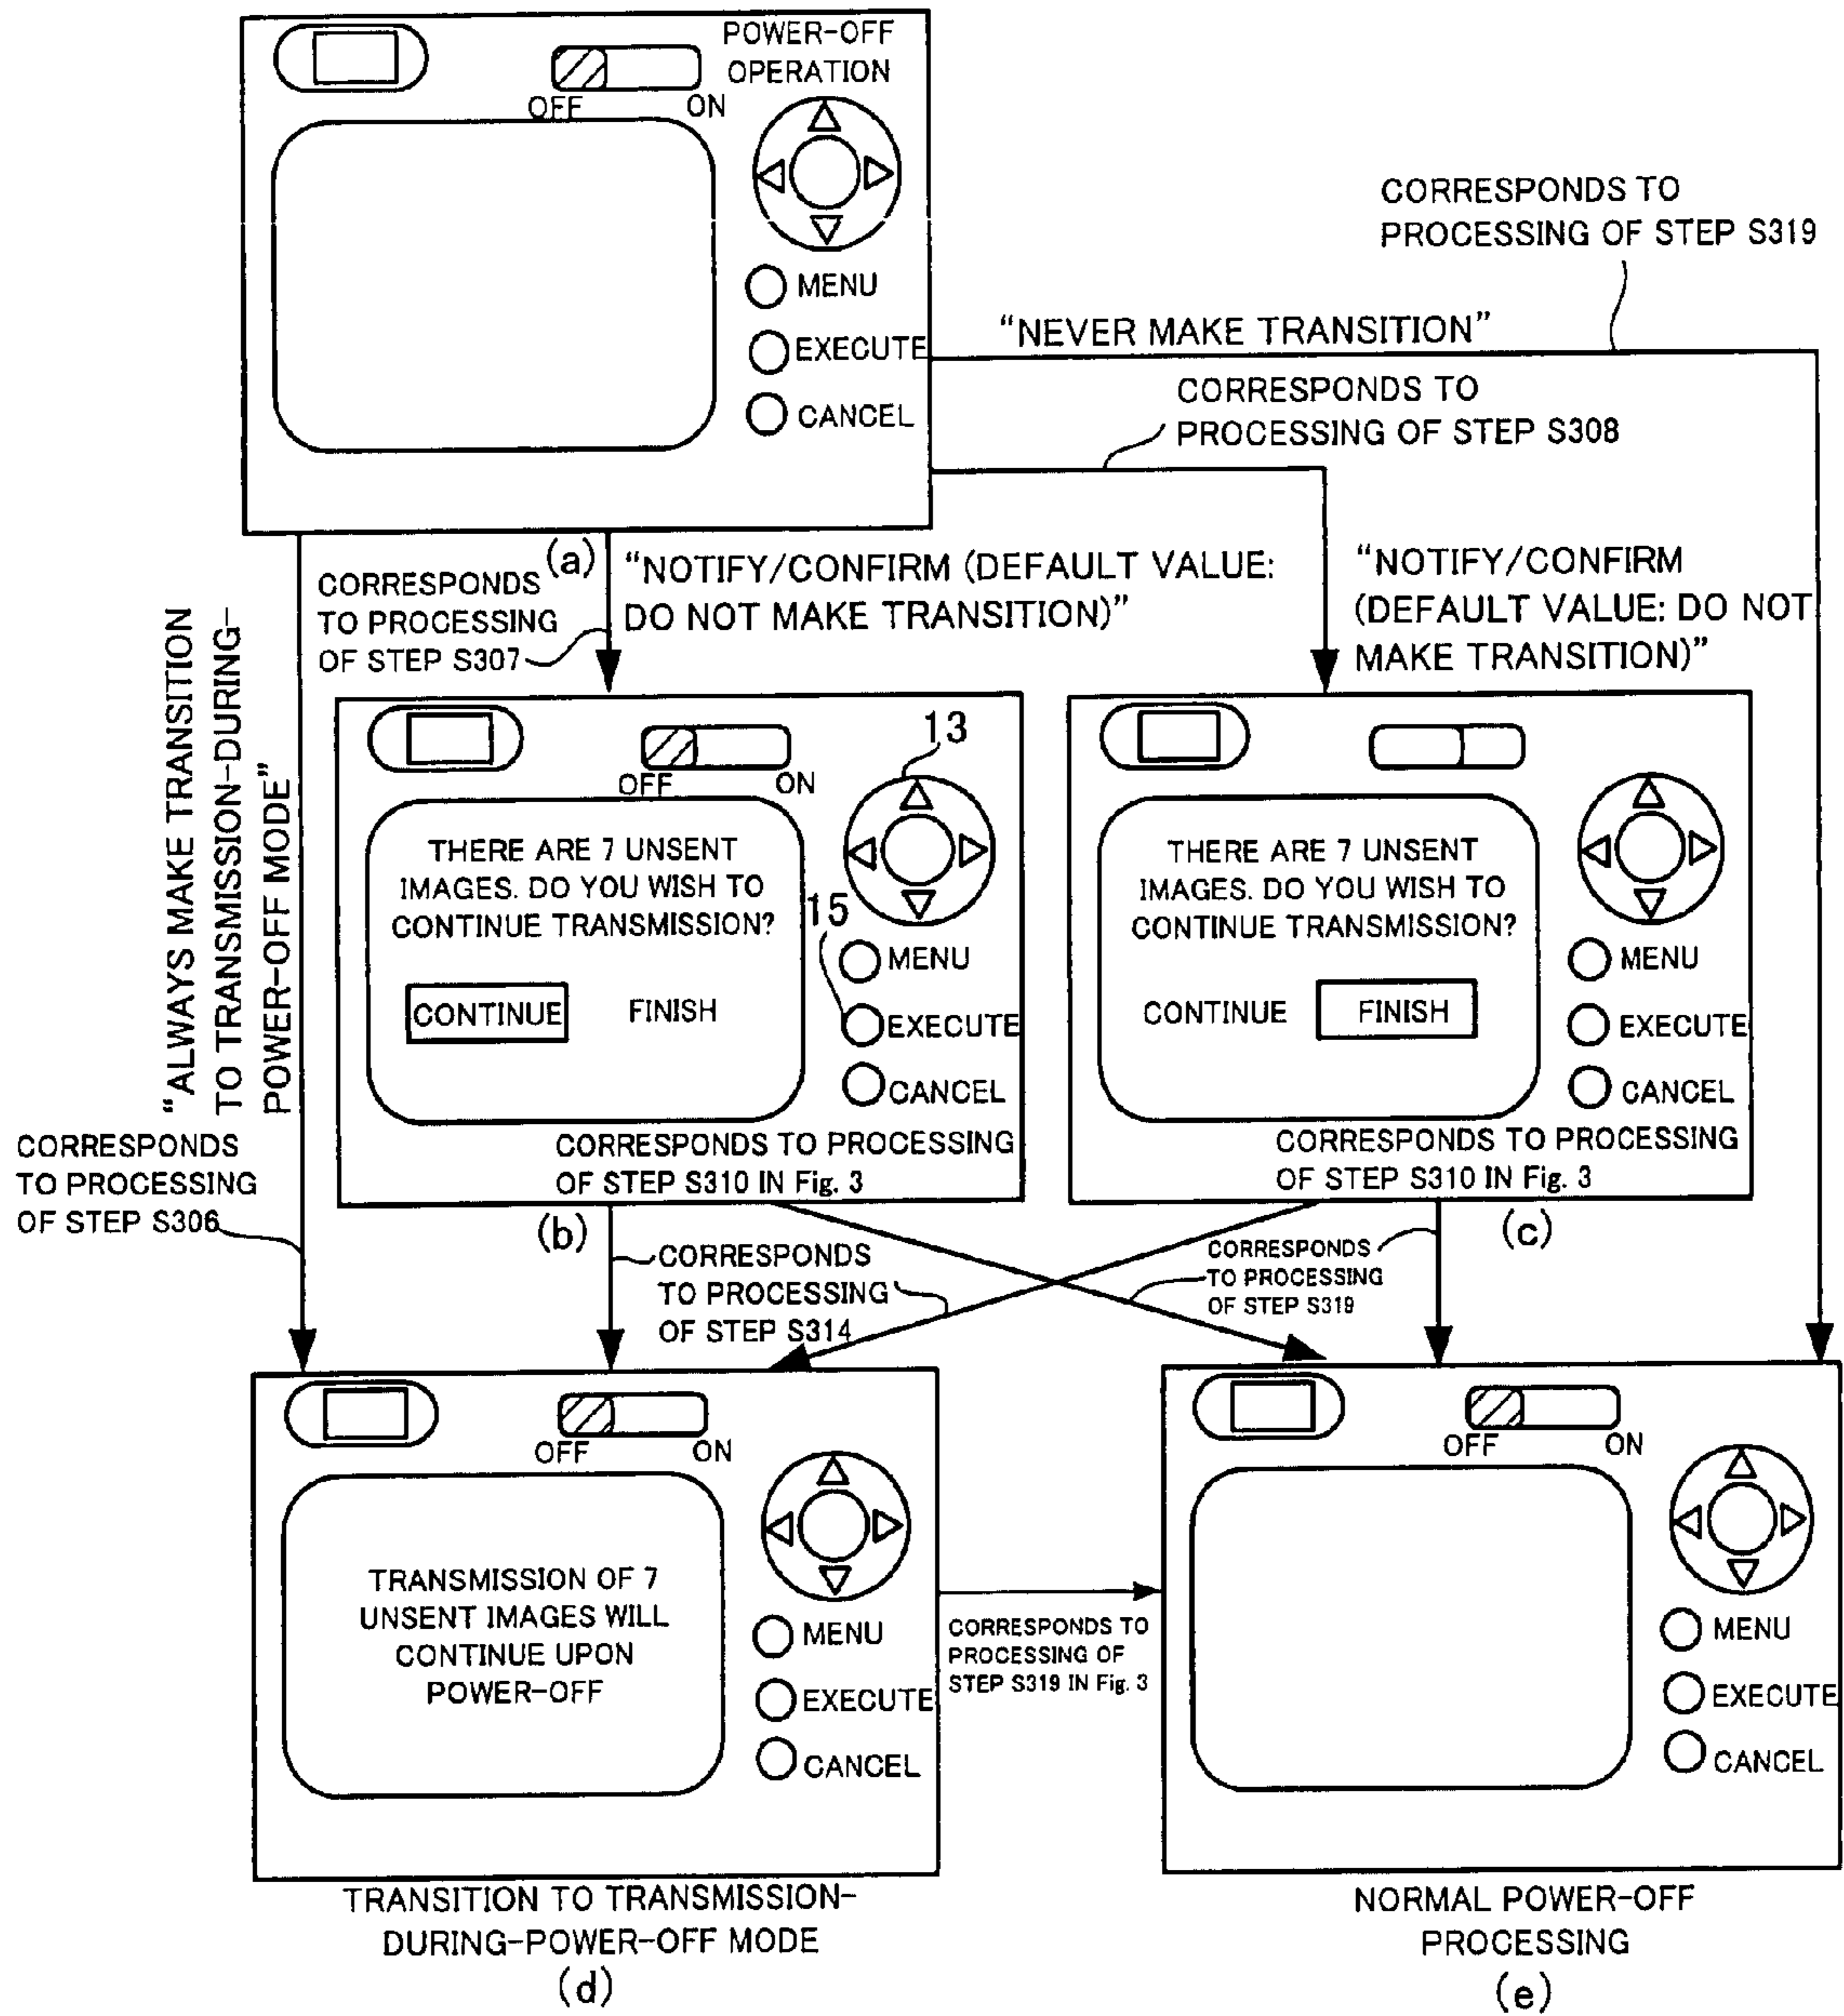 POWER-OFF
OPERATION
OFF
ON
MENU
EXECUTE
CANCEL
(a)
CORRESPONDS TO
PROCESSING OF STEP S319
“NEVER MAKE TRANSITION”
CORRESPONDS TO
PROCESSING OF STEP S308
CORRESPONDS
TO PROCESSING
OF STEP S307
“NOTIFY/CONFIRM (DEFAULT VALUE:
DO NOT MAKE TRANSITION)”
“NOTIFY/CONFIRM
(DEFAULT VALUE: DO NOT
MAKE TRANSITION)”
“ALWAYS MAKE TRANSITION
TO TRANSMISSION-DURING-
POWER-OFF MODE”
CORRESPONDS
TO PROCESSING
OF STEP S306
OFF
ON
13
THERE ARE 7 UNSENT
IMAGES. DO YOU WISH TO
CONTINUE TRANSMISSION?
15
CONTINUE
FINISH
MENU
EXECUTE
CANCEL
CORRESPONDS TO PROCESSING
OF STEP S310 IN Fig. 3
(b)
THERE ARE 7 UNSENT
IMAGES. DO YOU WISH TO
CONTINUE TRANSMISSION?
CONTINUE
FINISH
MENU
EXECUTE
CANCEL
CORRESPONDS TO PROCESSING
OF STEP S310 IN Fig. 3
(c)
CORRESPONDS
TO PROCESSING
OF STEP S314
CORRESPONDS
TO PROCESSING
OF STEP S319
OFF
ON
TRANSMISSION OF 7
UNSENT IMAGES WILL
CONTINUE UPON
POWER-OFF
MENU
EXECUTE
CANCEL
TRANSITION TO TRANSMISSION-
DURING-POWER-OFF MODE
(d)
CORRESPONDS TO
PROCESSING OF
STEP S319 IN Fig. 3
OFF
ON
MENU
EXECUTE
CANCEL
NORMAL POWER-OFF
PROCESSING
(e)